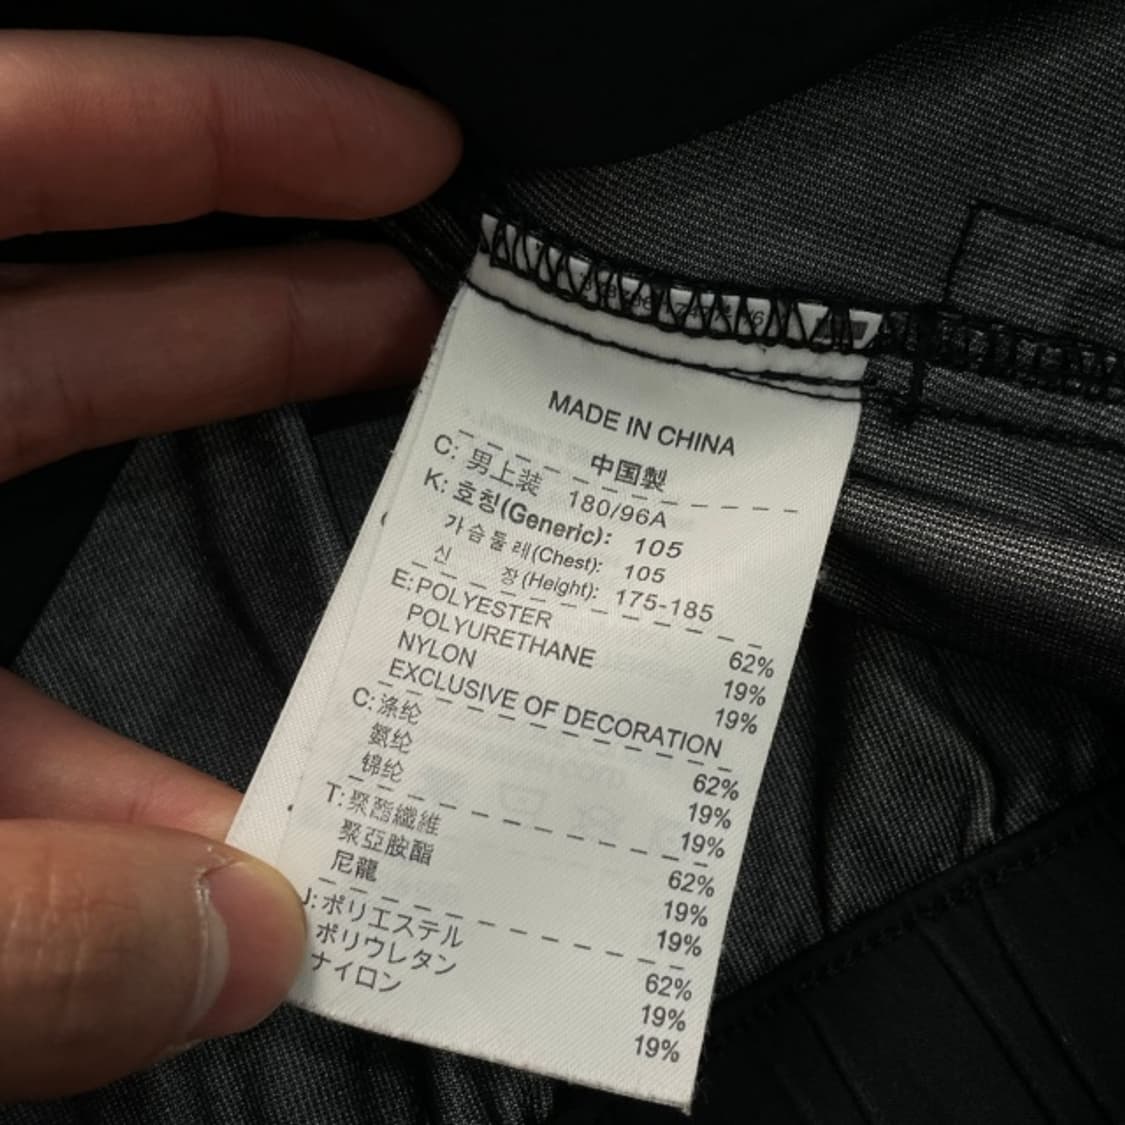 MADE IN CHINA
中国製
C: 男上装 180/96A
K: 호칭(Generic): 105
가슴둘레(Chest): 105
신 장(Height): 175-185
E: POLYESTER 62%
POLYURETHANE 19%
NYLON 19%
EXCLUSIVE OF DECORATION
C: 涤纶 62%
氨纶 19%
锦纶 19%
T: 聚酯纖維 62%
聚亞胺酯 19%
尼龍 19%
J: ポリエステル 62%
ポリウレタン 19%
ナイロン 19%